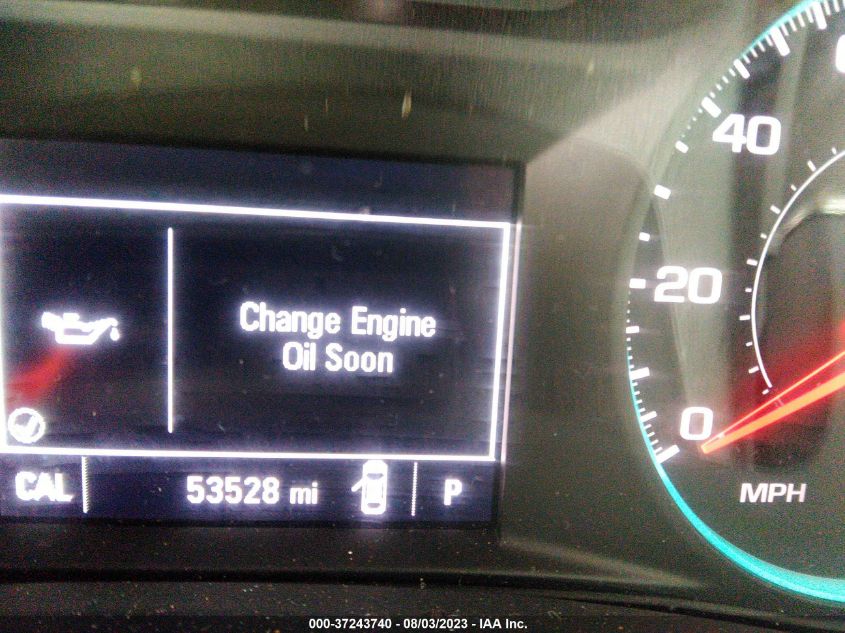 40
20
0
MPH
Change Engine
Oil Soon
CAL
53528 mi
P
000-37243740 - 08/03/2023 - IAA Inc.